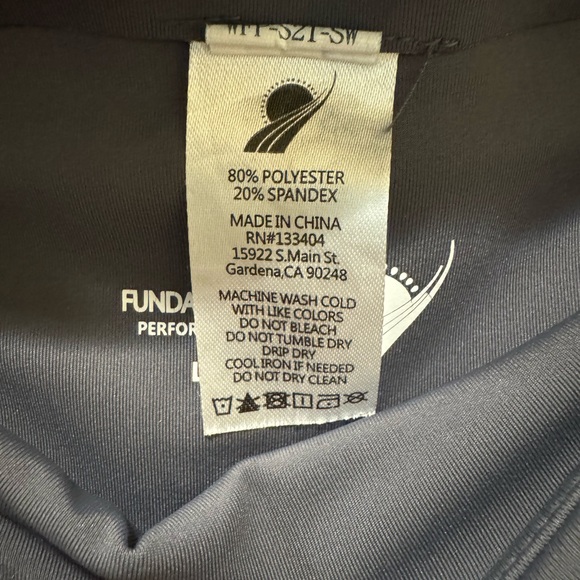 80% POLYESTER
20% SPANDEX
MADE IN CHINA
RN#133404
15922 S.Main St.
Gardena,CA 90248
MACHINE WASH COLD
WITH LIKE COLORS
DO NOT BLEACH
DO NOT TUMBLE DRY
DRIP DRY
COOL IRON IF NEEDED
DO NOT DRY CLEAN
FUNDA
PERFOR